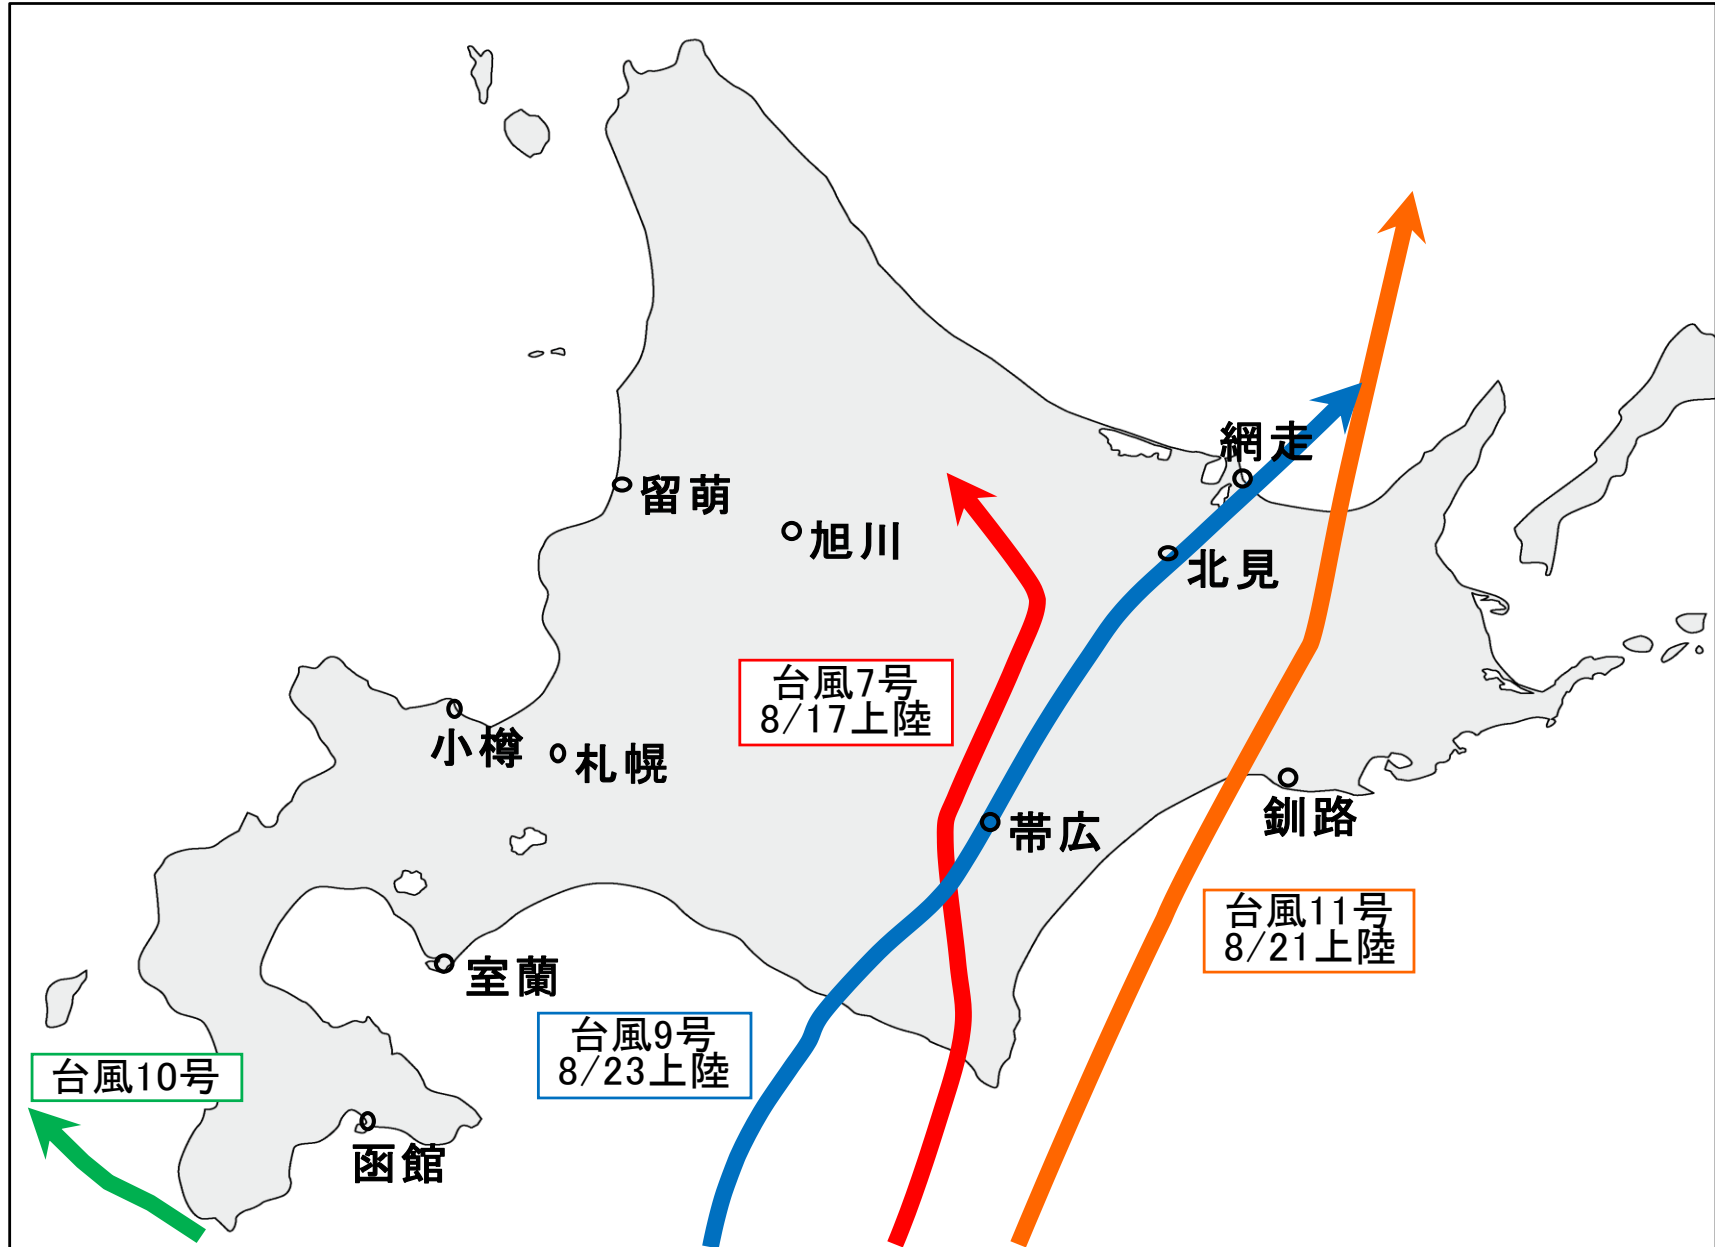 網走
留萌
旭川
北見
台風7号
8/17上陸
小樽
札幌
釧路
帯広
台風11号
8/21上陸
室蘭
台風9号
8/23上陸
台風10号
函館